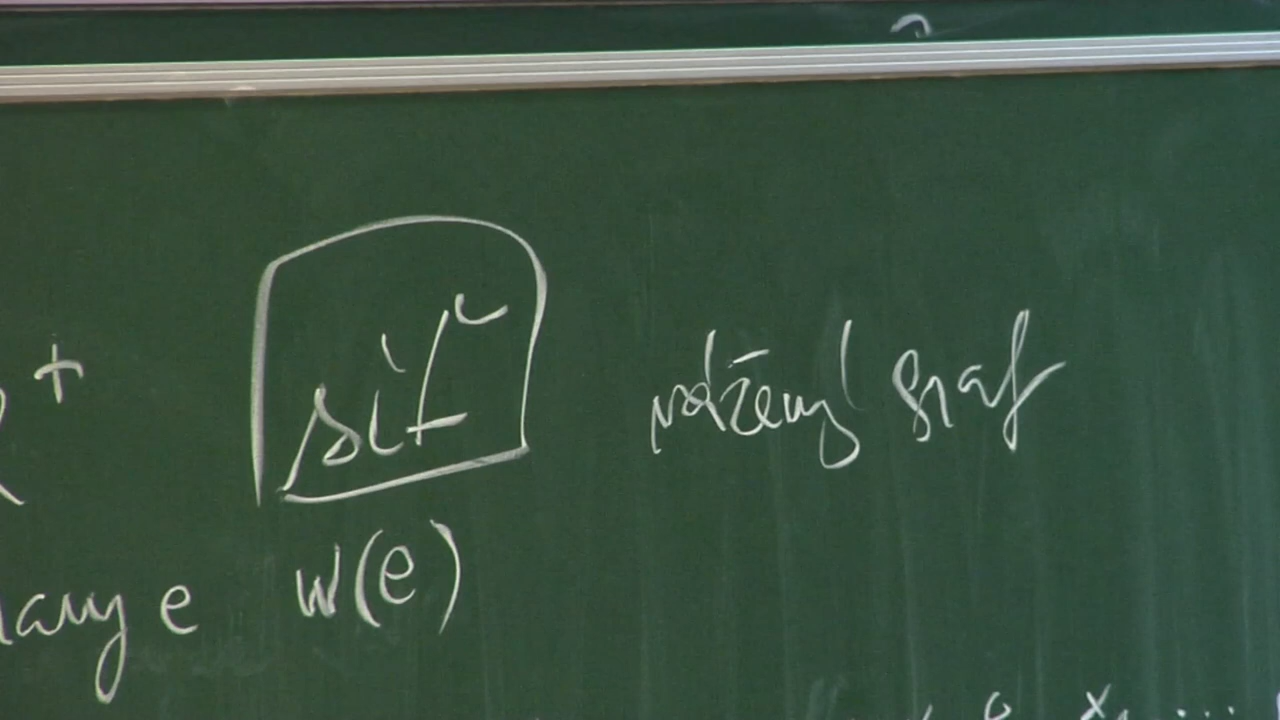 R⁺ síť vážený graf
hrany e w(e)